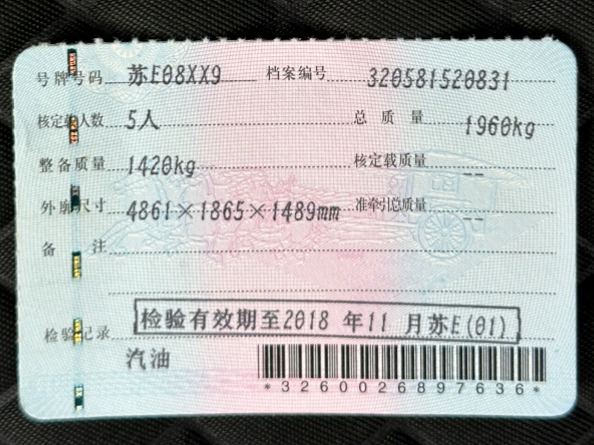 号牌号码 苏E08XX9 档案编号 320581520831
核定载人数 5人 总质量 1960kg
整备质量 1420kg 核定载质量 --
外廓尺寸 4861×1865×1489mm 准牵引总质量 --
备注
检验记录 检验有效期至2018 年11 月苏E(01)
汽油
*3260026897636*